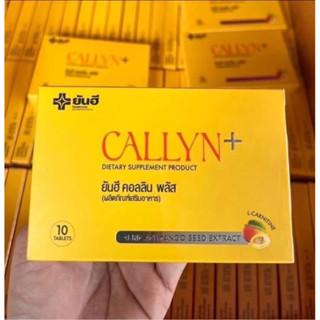 ยันฮี
CALLYN+
DIETARY SUPPLEMENT PRODUCT
ยันฮี คอลลิน พลัส
(ผลิตภัณฑ์เสริมอาหาร)
L-CARNITINE
10
TABLETS
SEED EXTRACT